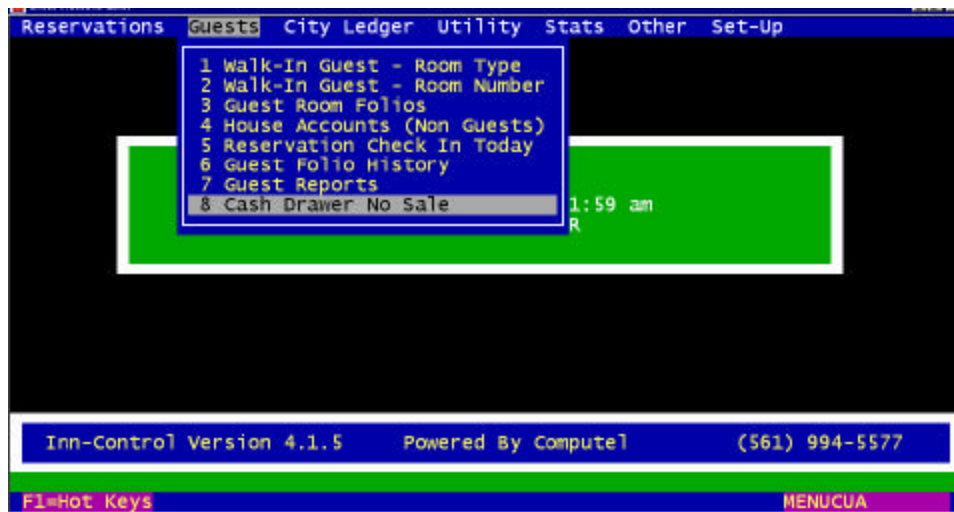 Reservations Guests City Ledger Utility Stats Other Set-Up
1 Walk-In Guest - Room Type
2 Walk-In Guest - Room Number
3 Guest Room Folios
4 House Accounts (Non Guests)
5 Reservation Check In Today
6 Guest Folio History
7 Guest Reports
8 Cash Drawer No Sale
1:59 am
R
Inn-Control Version 4.1.5 Powered By Computel (561) 994-5577
F1=Hot Keys MENUCUA